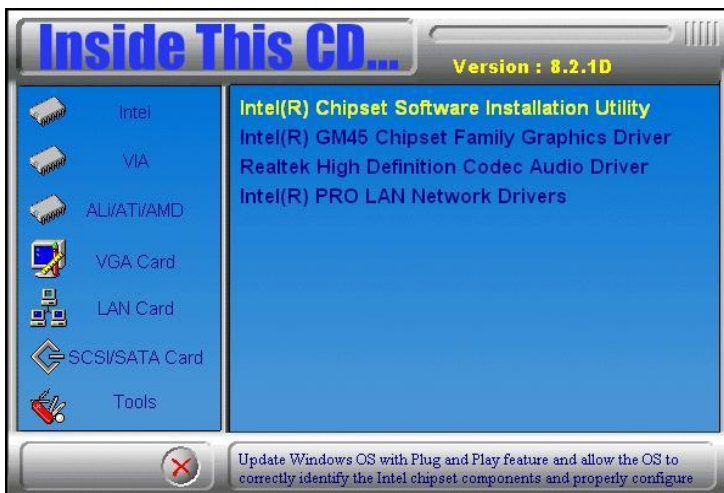 Inside This CD...
Version : 8.2.1D
Intel
VIA
ALi/ATi/AMD
VGA Card
LAN Card
SCSI/SATA Card
Tools
Intel(R) Chipset Software Installation Utility
Intel(R) GM45 Chipset Family Graphics Driver
Realtek High Definition Codec Audio Driver
Intel(R) PRO LAN Network Drivers
Update Windows OS with Plug and Play feature and allow the OS to
correctly identify the Intel chipset components and properly configure